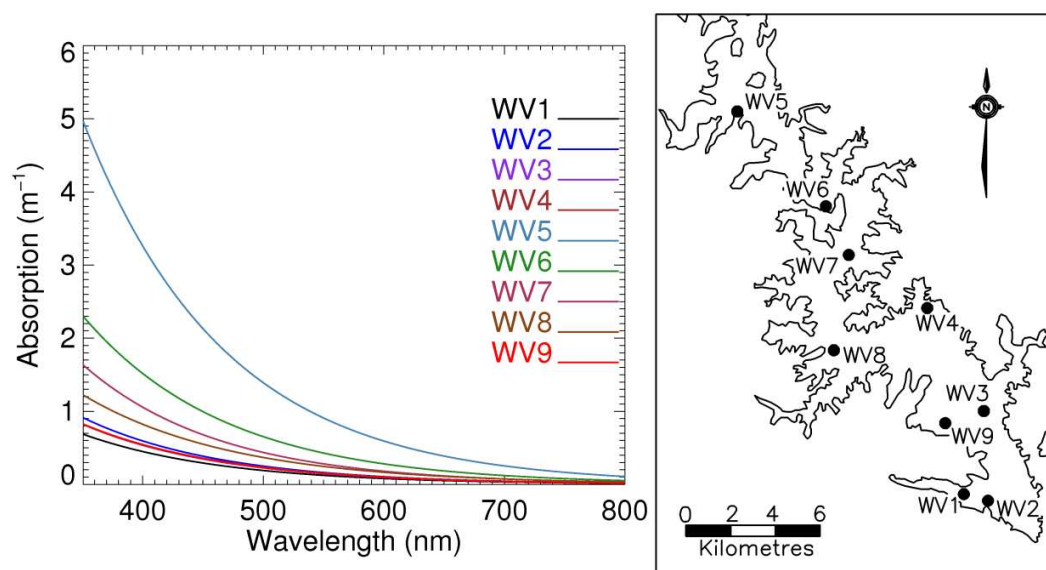 6
5
4
3
2
1
0
Absorption (m⁻¹)
400
500
600
700
800
Wavelength (nm)
WV1
WV2
WV3
WV4
WV5
WV6
WV7
WV8
WV9
WV5
N
WV6
WV7
WV4
WV8
WV3
WV9
WV1
WV2
0 2 4 6
Kilometres